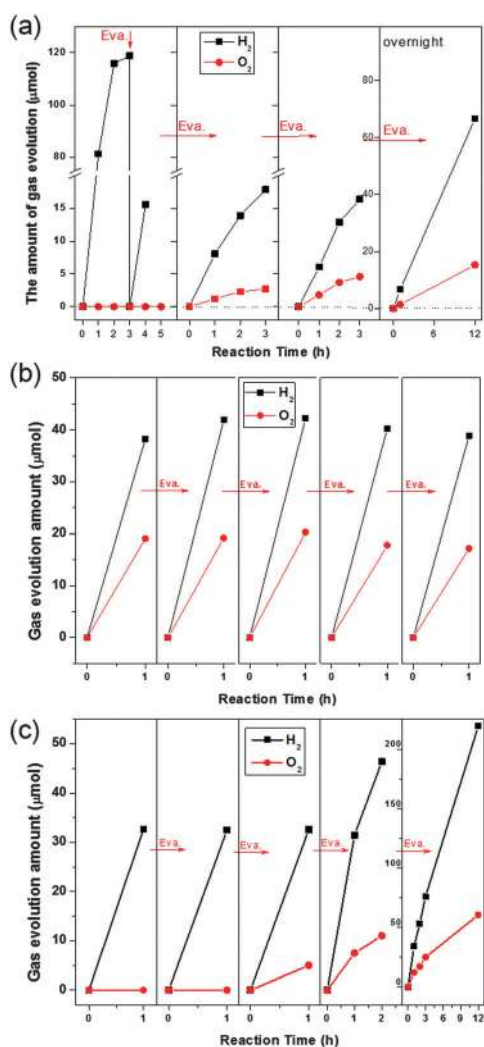 (a)
The amount of gas evolution (μmol)
120
100
80
15
10
5
0
Eva.
H2
O2
Eva.
Eva.
Eva.
overnight
80
60
40
20
0
0 1 2 3 4 5
0 1 2 3
0 1 2 3
0 6 12
Reaction Time (h)
(b)
Gas evolution amount (μmol)
50
40
30
20
10
0
H2
O2
Eva.
Eva.
Eva.
Eva.
0 1
0 1
0 1
0 1
0 1
Reaction Time (h)
(c)
Gas evolution amount (μmol)
50
40
30
20
10
0
H2
O2
Eva.
Eva.
Eva.
Eva.
200
150
100
50
0
0 1
0 1
0 1
0 1 2
0 3 6 9 12
Reaction Time (h)